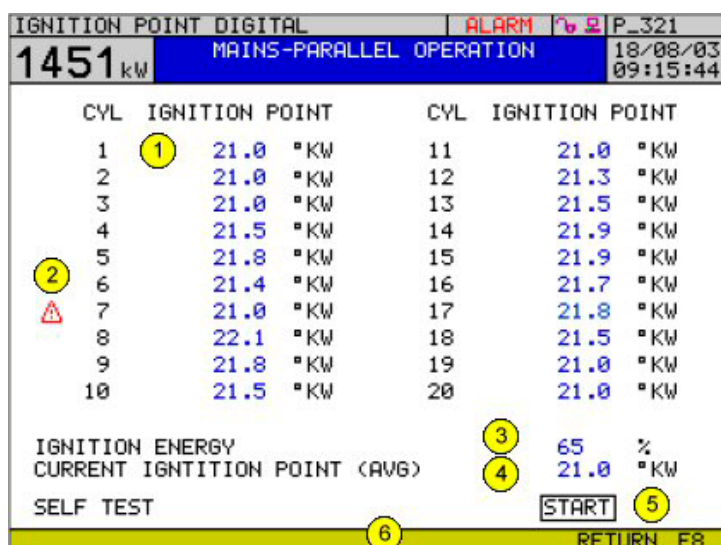 IGNITION POINT DIGITAL ALARM P_321
1451 kW MAINS-PARALLEL OPERATION 18/08/03
09:15:44
CYL IGNITION POINT CYL IGNITION POINT
1 1 21.0 °KW 11 21.0 °KW
2 21.0 °KW 12 21.3 °KW
3 21.0 °KW 13 21.5 °KW
4 21.5 °KW 14 21.9 °KW
5 21.8 °KW 15 21.9 °KW
2 6 21.4 °KW 16 21.7 °KW
7 21.0 °KW 17 21.8 °KW
8 22.1 °KW 18 21.5 °KW
9 21.8 °KW 19 21.0 °KW
10 21.5 °KW 20 21.0 °KW
IGNITION ENERGY 3 65 %
CURRENT IGNTITION POINT (AVG) 4 21.0 °KW
SELF TEST START 5
6 RETURN F8